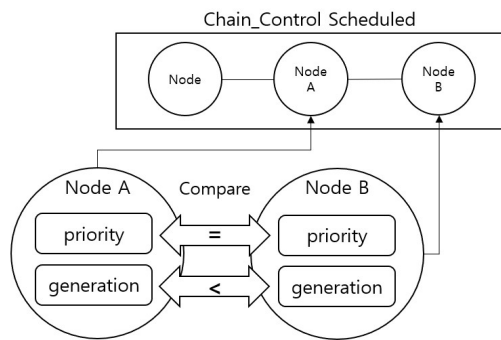 Chain_Control Scheduled
Node
Node
A
Node
B
Node A
Compare
Node B
priority
=
priority
generation
<
generation